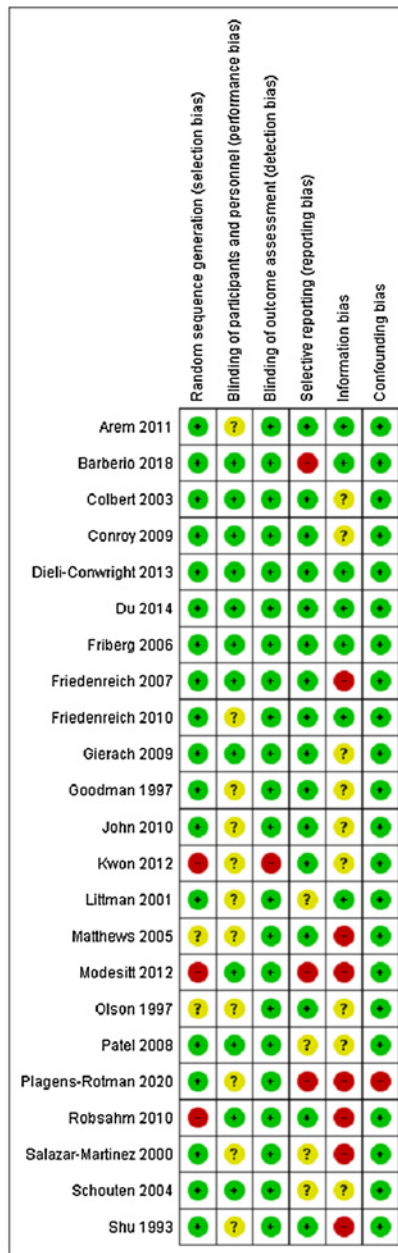 Random sequence generation (selection bias)
Blinding of participants and personnel (performance bias)
Blinding of outcome assessment (detection bias)
Selective reporting (reporting bias)
Information bias
Confounding bias
Arem 2011 + ? + + + +
Barberio 2018 + + + - + +
Colbert 2003 + + + + ? +
Conroy 2009 + + + + ? +
Dieli-Conwright 2013 + + + + + +
Du 2014 + + + + + +
Friberg 2006 + + + + + +
Friedenreich 2007 + + + + - +
Friedenreich 2010 + ? + + + +
Gierach 2009 + + + + ? +
Goodman 1997 + ? + + ? +
John 2010 + ? + + ? +
Kwon 2012 - ? - + ? +
Littman 2001 + ? + ? + +
Matthews 2005 ? ? + + - +
Modesitt 2012 - + + - - +
Olson 1997 ? ? + + ? +
Patel 2008 + + + ? ? +
Plagens-Rotman 2020 + ? + - - -
Robsahm 2010 - + + + - +
Salazar-Martinez 2000 + ? + ? - +
Schouten 2004 + + + ? ? +
Shu 1993 + ? + + - +